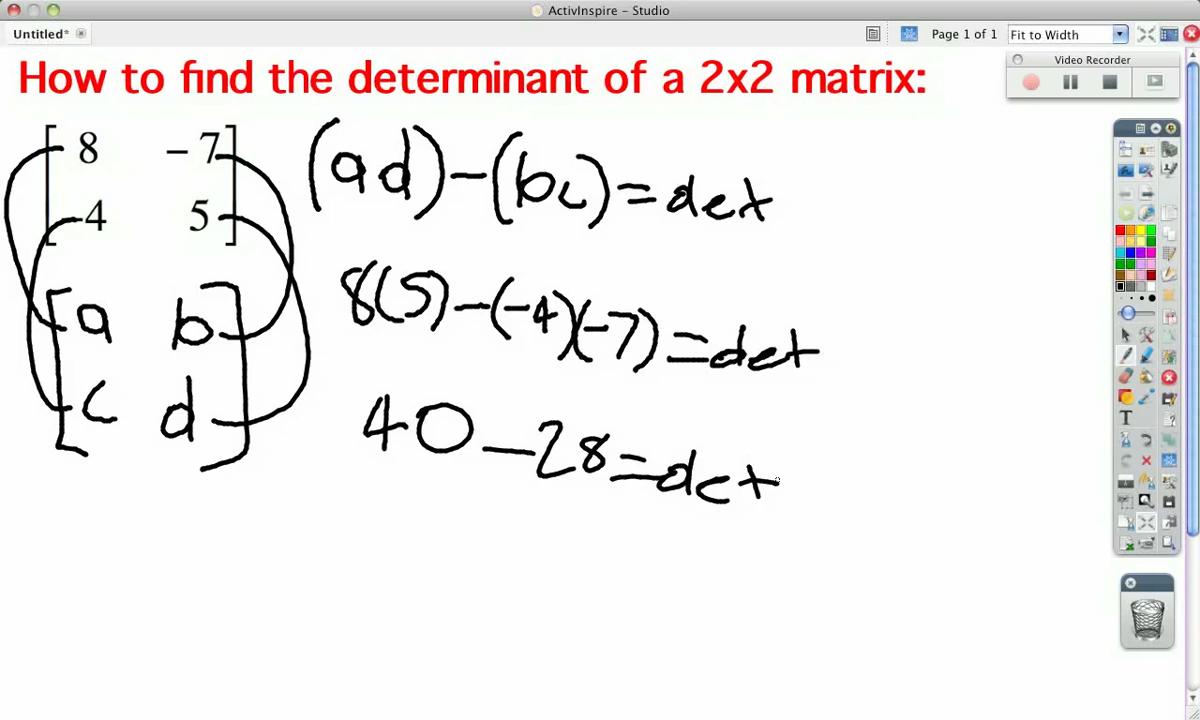 ActivInspire - Studio
Untitled*
Page 1 of 1
Fit to Width
Video Recorder
How to find the determinant of a 2x2 matrix:
8 -7
-4 5
a b
c d
(ad)-(bc)=det
8(5)-(-4)(-7)=det
40-28=det
T